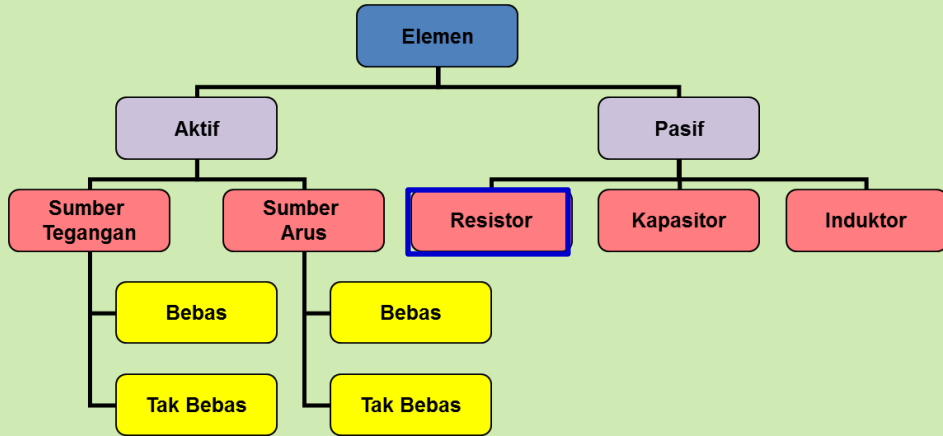 Elemen
Aktif
Pasif
Sumber
Tegangan
Sumber
Arus
Resistor
Kapasitor
Induktor
Bebas
Bebas
Tak Bebas
Tak Bebas